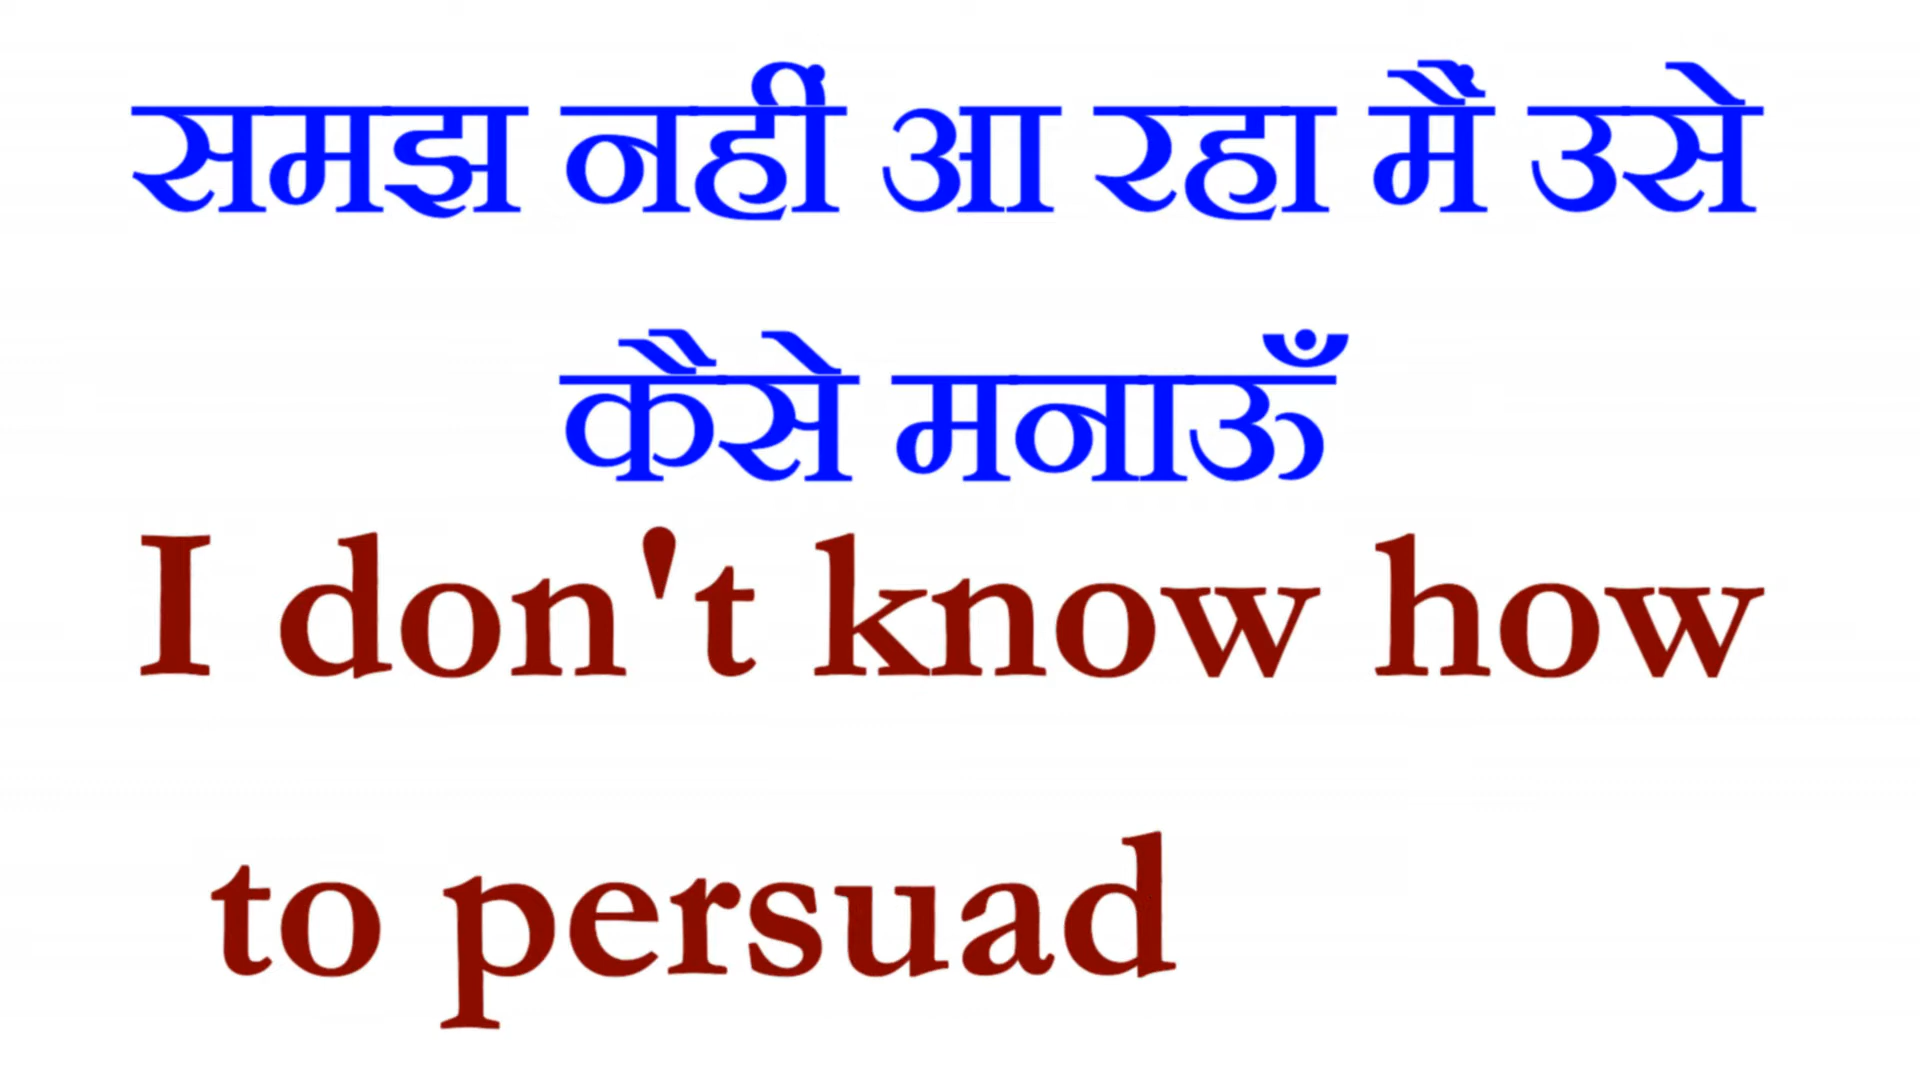 समझ नहीं आ रहा मैं उसे
कैसे मनाऊँ
I don't know how
to persuad